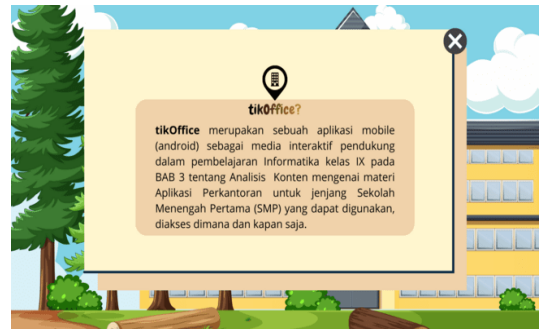 tikOffice?
tikOffice merupakan sebuah aplikasi mobile
(android) sebagai media interaktif pendukung
dalam pembelajaran Informatika kelas IX pada
BAB 3 tentang Analisis Konten mengenai materi
Aplikasi Perkantoran untuk jenjang Sekolah
Menengah Pertama (SMP) yang dapat digunakan,
diakses dimana dan kapan saja.